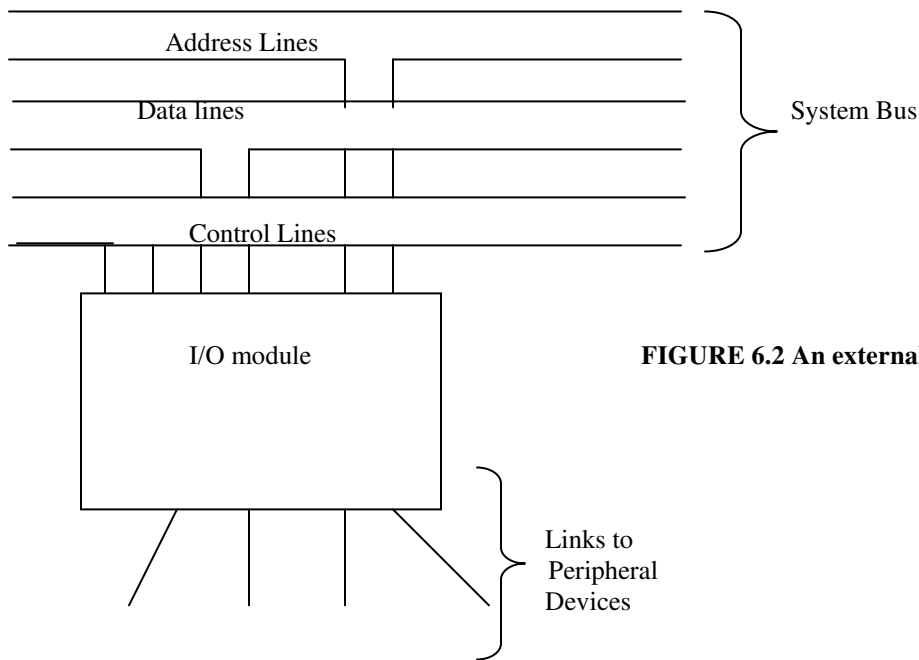 Address Lines
Data lines
System Bus
Control Lines
I/O module
FIGURE 6.2 An externa
Links to
Peripheral
Devices